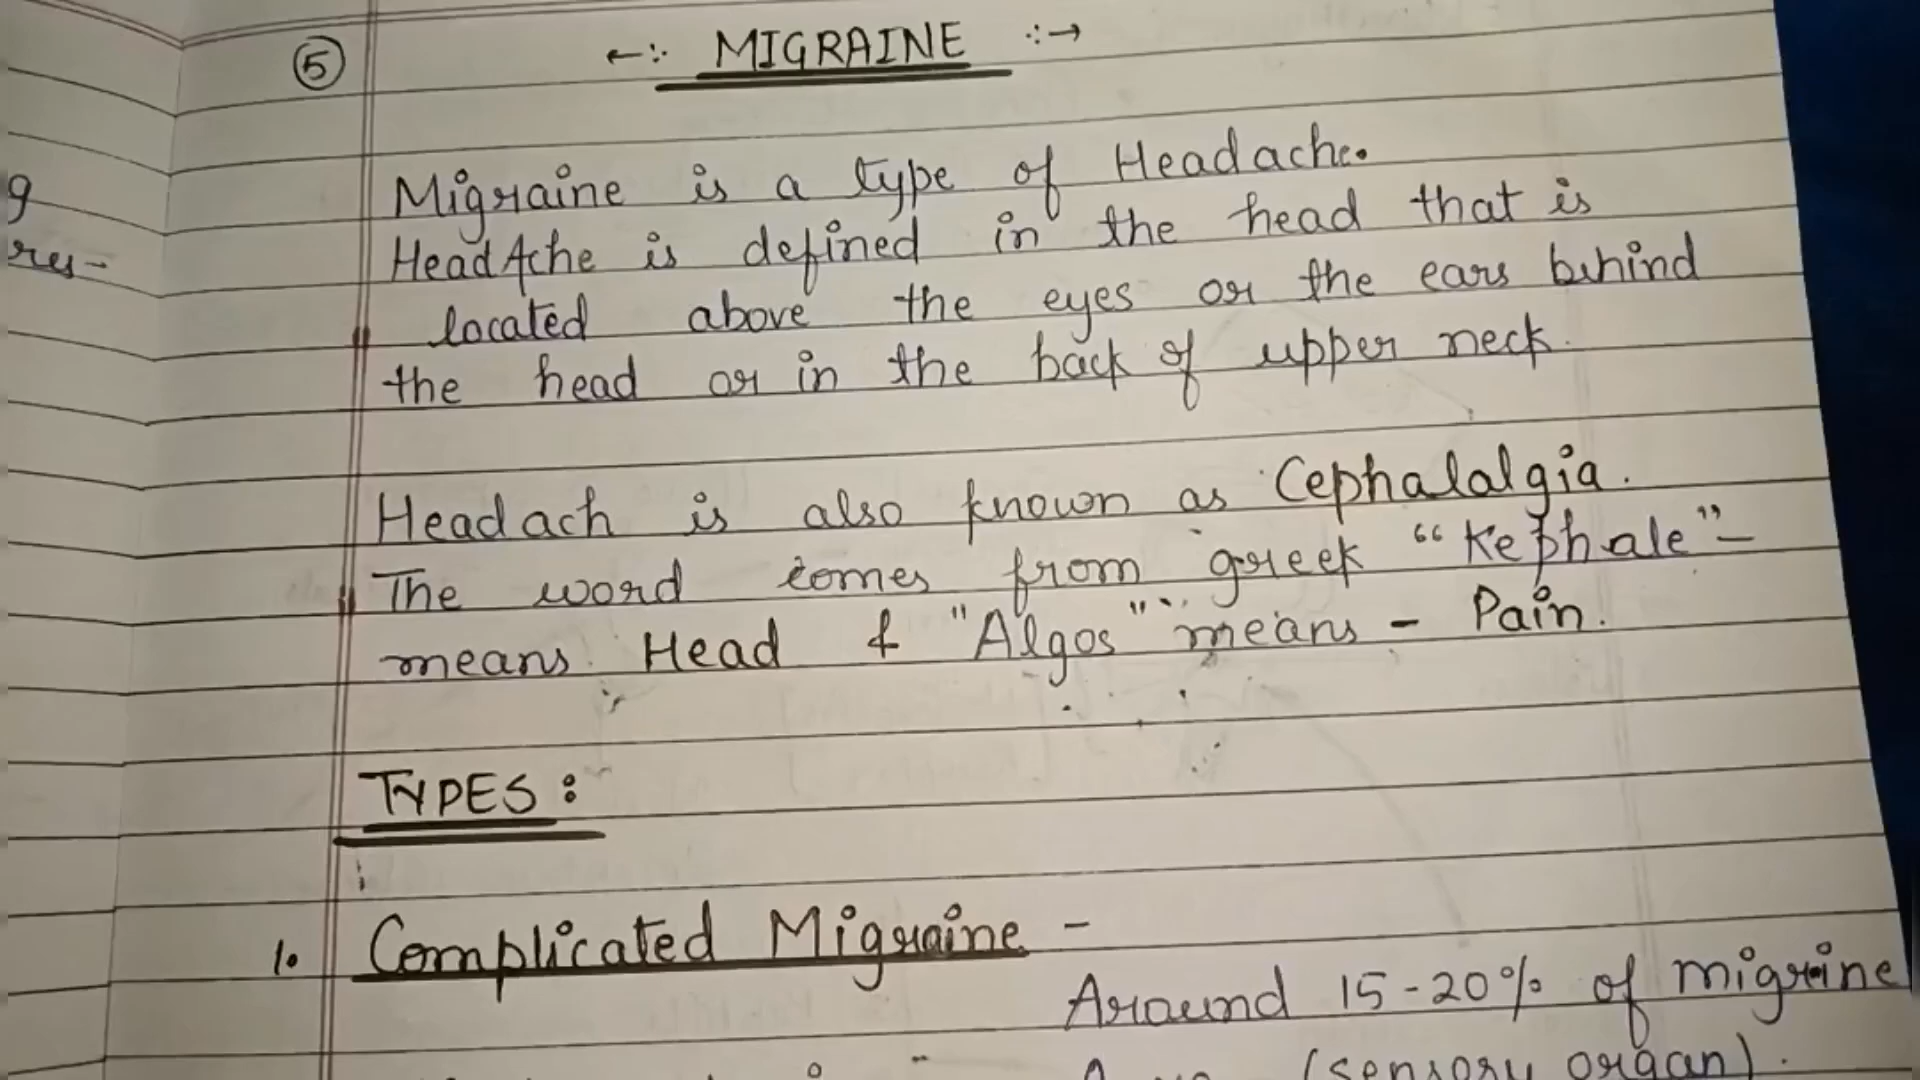 g
res-
5 ←:· MIGRAINE :→
Migraine is a type of Headache.
HeadAche is defined in the head that is
located above the eyes or the ears behind
the head or in the back of upper neck.
Headach is also known as Cephalalgia.
The word comes from greek “Kephale”-
means Head & "Algos" means - Pain.
TYPES:
1. Complicated Migraine -
Around 15-20% of migraine
(sensory organ).